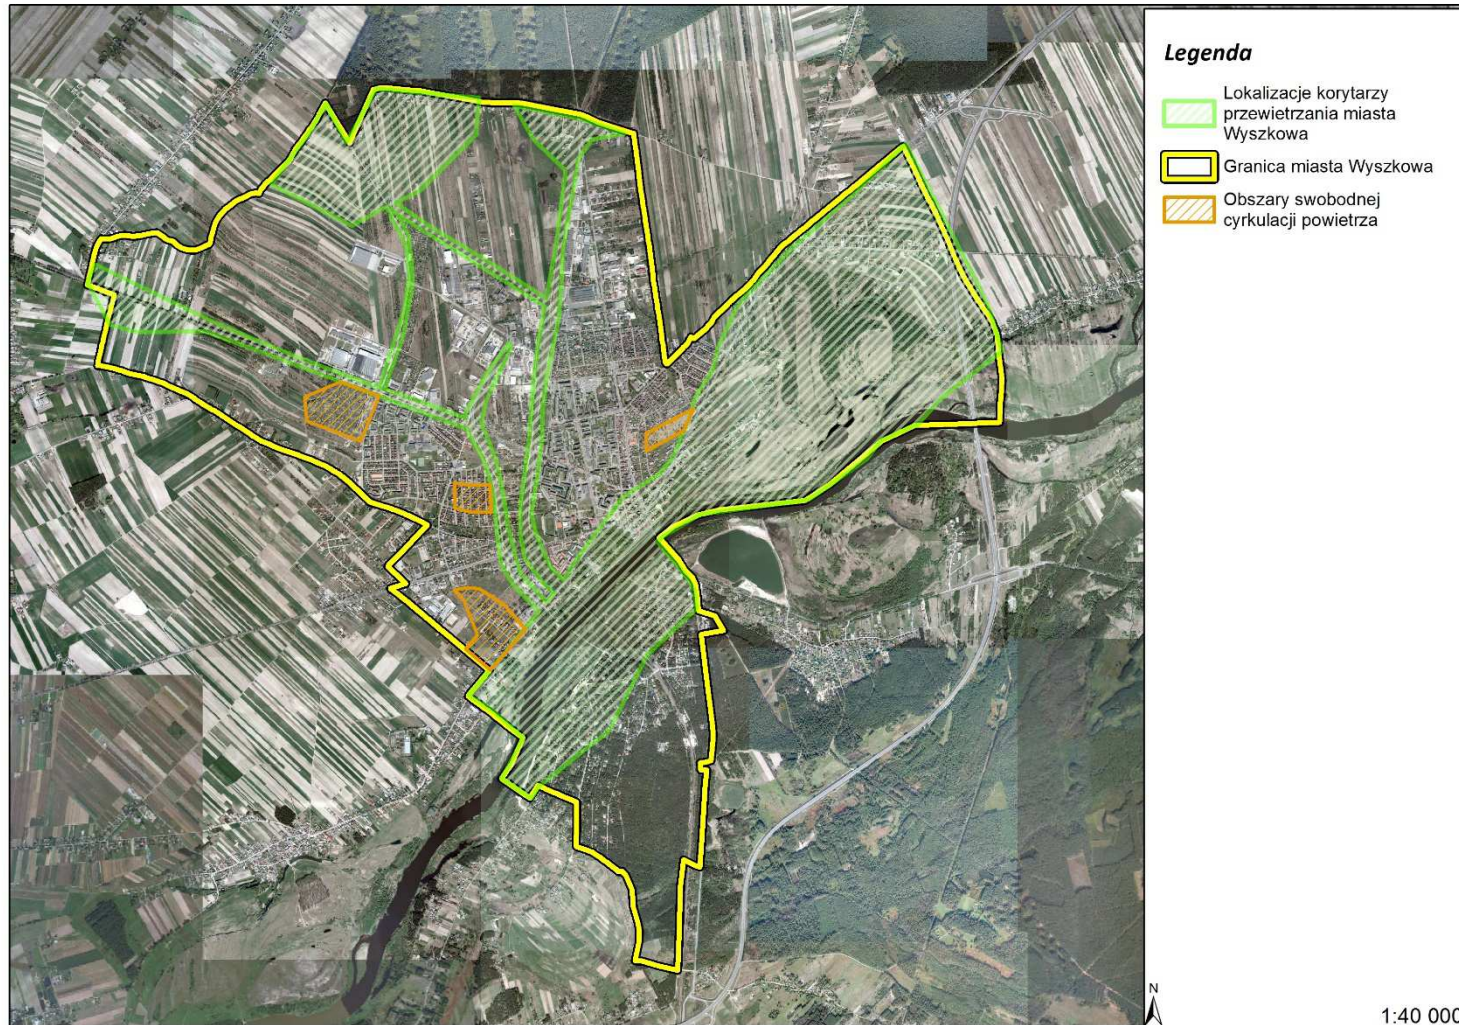 Legenda
Lokalizacje korytarzy
przewietrzania miasta
Wyszkowa
Granica miasta Wyszkowa
Obszary swobodnej
cyrkulacji powietrza
N
1:40 000